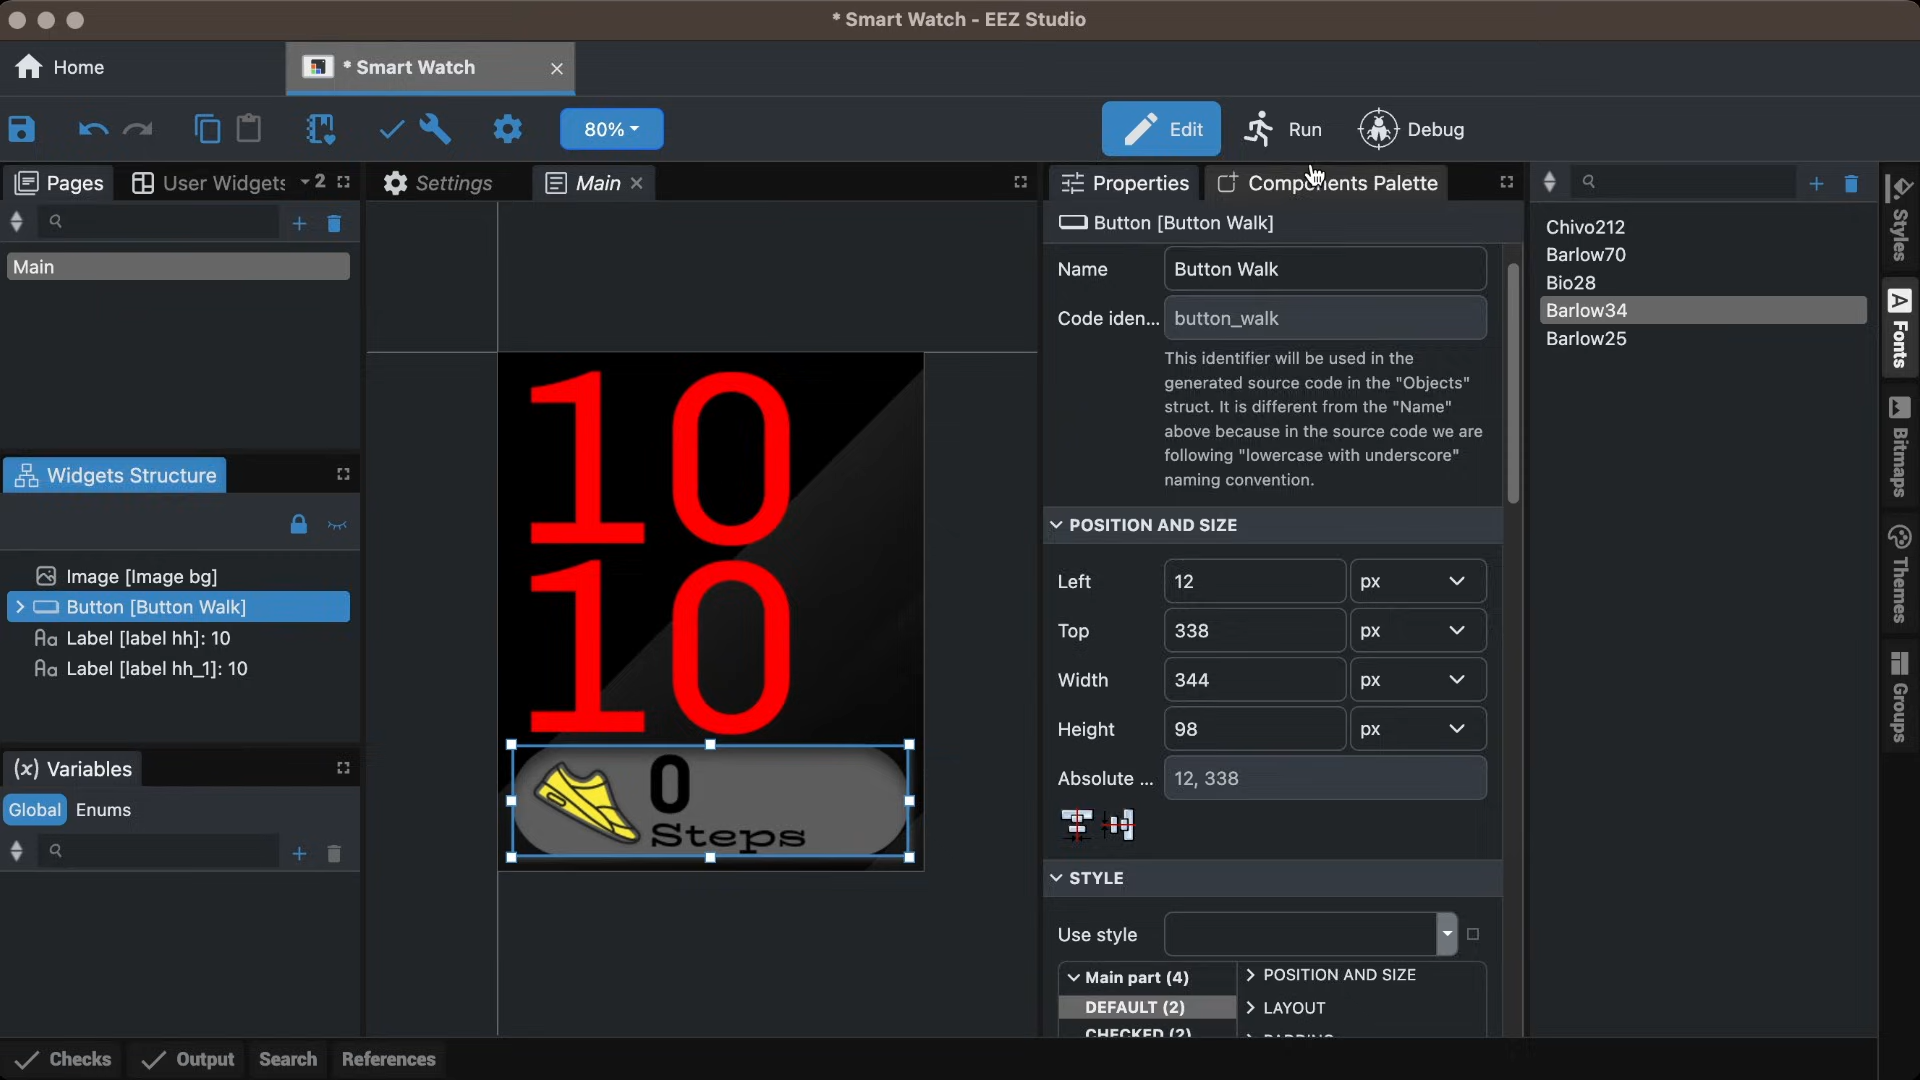 * Smart Watch - EEZ Studio
Home
* Smart Watch
80%
Edit
Run
Debug
Pages
User Widgets
2
Settings
Main
Properties
Components Palette
Button [Button Walk]
Main
Name
Button Walk
Code iden...
button_walk
This identifier will be used in the
generated source code in the "Objects"
struct. It is different from the "Name"
above because in the source code we are
following "lowercase with underscore"
naming convention.
Chivo212
Barlow70
Bio28
Barlow34
Barlow25
Styles
Fonts
Bitmaps
Themes
Groups
Widgets Structure
Image [Image bg]
Button [Button Walk]
Label [label hh]: 10
Label [label hh_1]: 10
10
10
0
Steps
POSITION AND SIZE
Left
12
px
Top
338
px
Width
344
px
Height
98
px
Absolute ...
12, 338
STYLE
Use style
Main part (4)
DEFAULT (2)
CHECKED (2)
POSITION AND SIZE
LAYOUT
PADDING
(x) Variables
Global
Enums
Checks
Output
Search
References